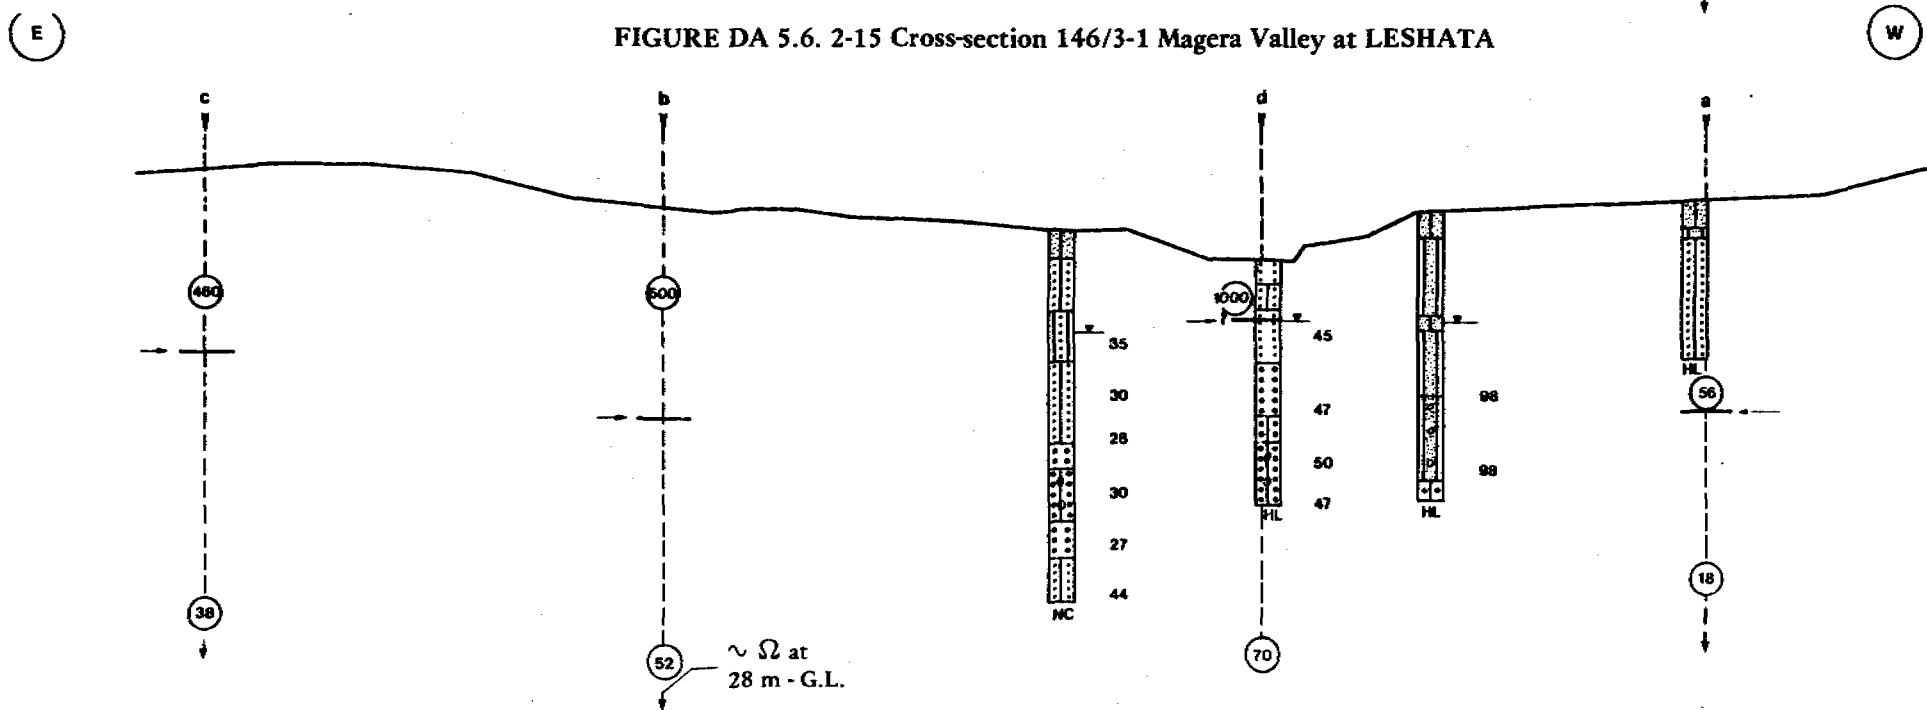 E
FIGURE DA 5.6. 2-15 Cross-section 146/3-1 Magera Valley at LESHATA
W
c
b
d
a
460
500
1000
35
45
30
47
98
HL
56
28
50
98
30
47
HL
HL
27
18
44
NC
38
52
70
~ Ω at
28 m - G.L.